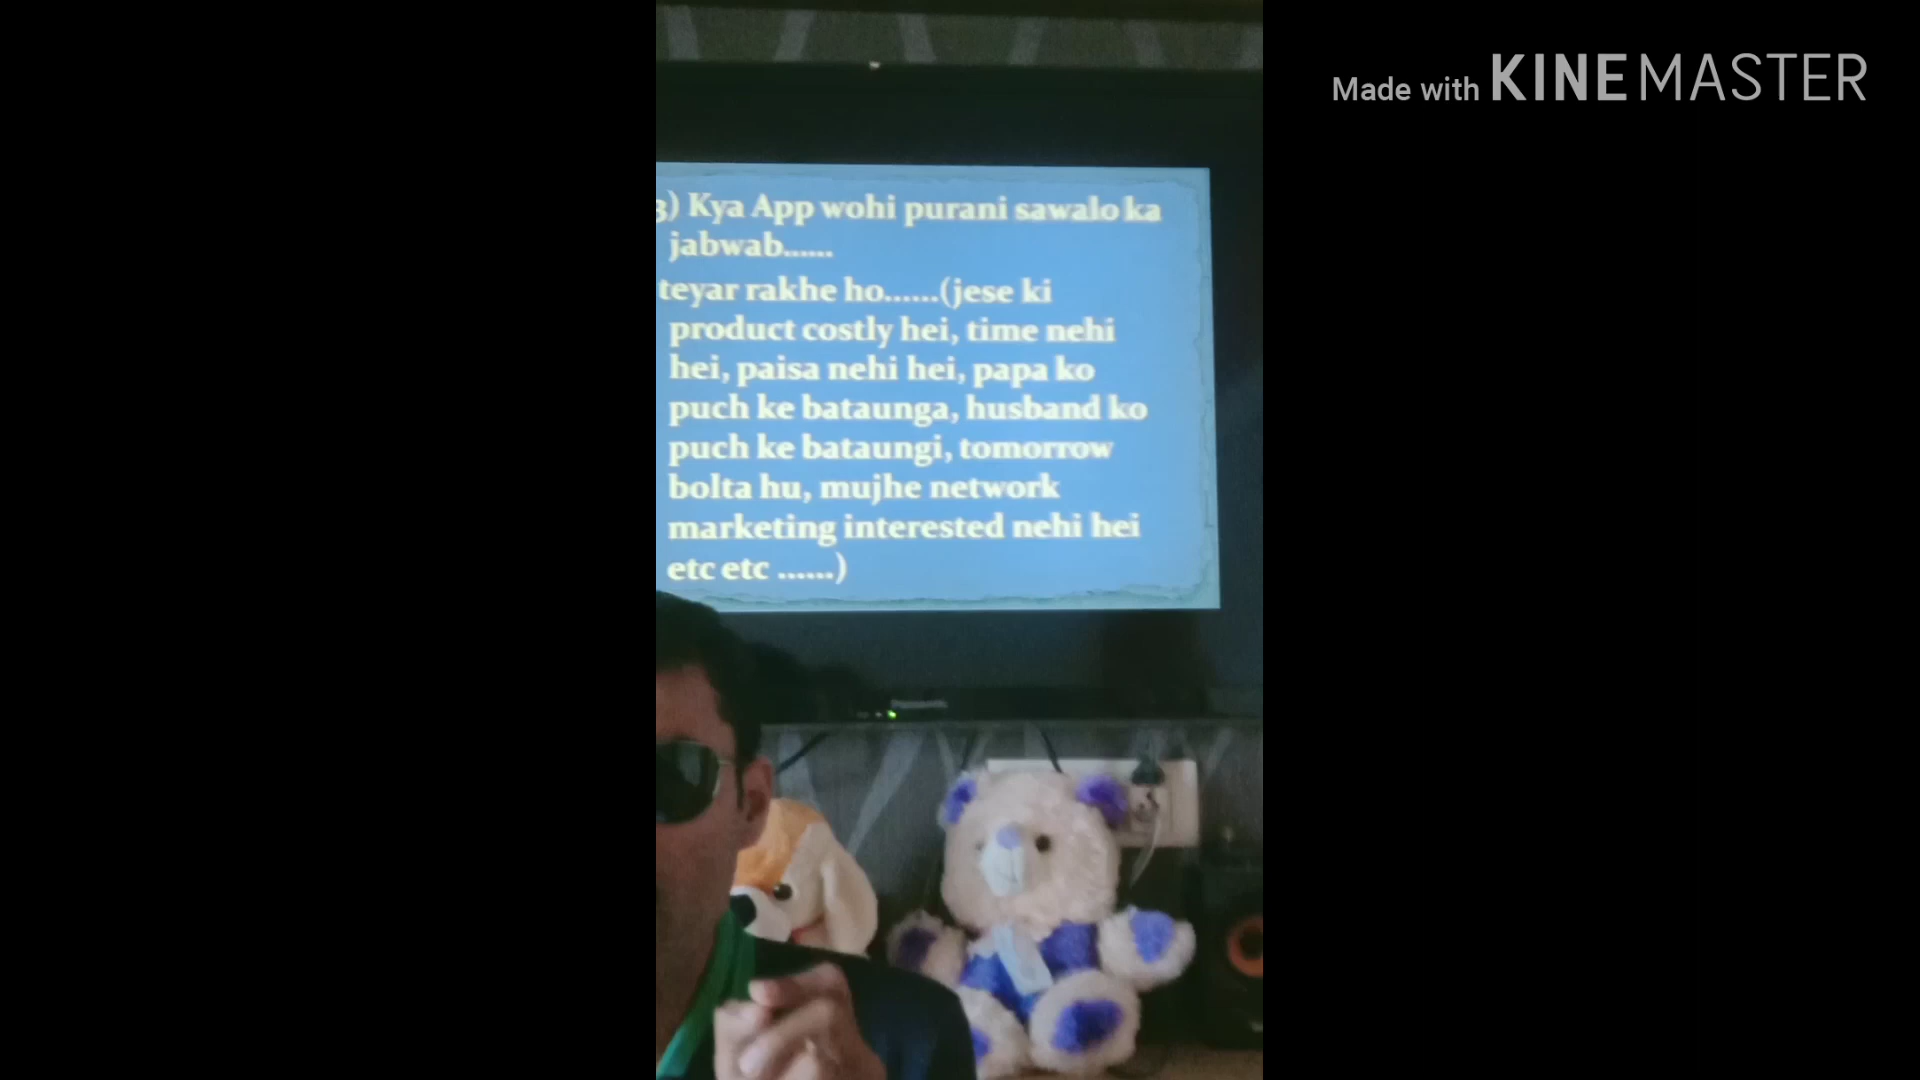 Made with KINEMASTER
3) Kya App wohi purani sawalo ka
jabwab......
teyar rakhe ho......(jese ki
product costly hei, time nehi
hei, paisa nehi hei, papa ko
puch ke bataunga, husband ko
puch ke bataungi, tomorrow
bolta hu, mujhe network
marketing interested nehi hei
etc etc ......)